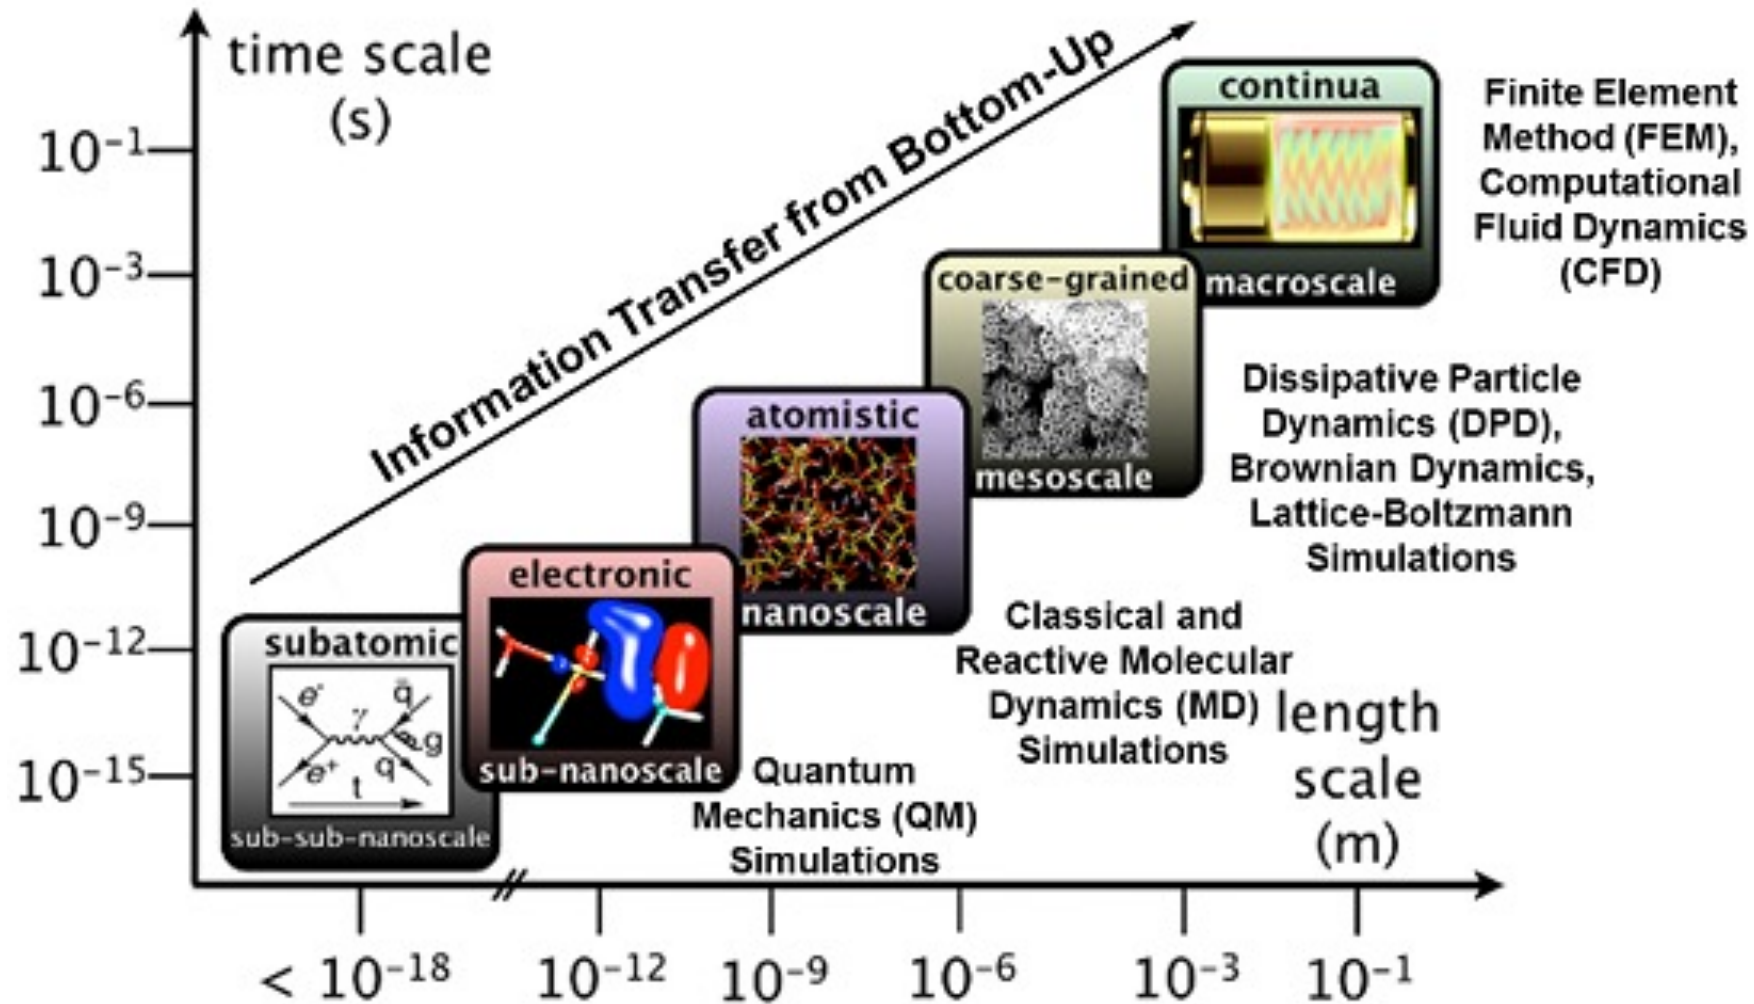 time scale
(s)
10⁻¹
10⁻³
10⁻⁶
10⁻⁹
10⁻¹²
10⁻¹⁵
Information Transfer from Bottom-Up
continua
macroscale
Finite Element
Method (FEM),
Computational
Fluid Dynamics
(CFD)
coarse-grained
mesoscale
Dissipative Particle
Dynamics (DPD),
Brownian Dynamics,
Lattice-Boltzmann
Simulations
atomistic
nanoscale
Classical and
Reactive Molecular
Dynamics (MD)
Simulations
electronic
sub-nanoscale
Quantum
Mechanics (QM)
Simulations
subatomic
e⁻ q̄
γ
g
e⁺ q
t
sub-sub-nanoscale
length
scale
(m)
< 10⁻¹⁸ 10⁻¹² 10⁻⁹ 10⁻⁶ 10⁻³ 10⁻¹